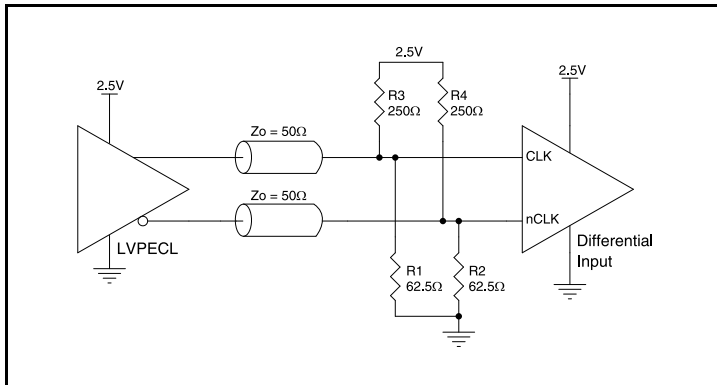 2.5V
2.5V
2.5V
R3
250Ω
R4
250Ω
Zo = 50Ω
CLK
Zo = 50Ω
nCLK
LVPECL
Differential
Input
R1
62.5Ω
R2
62.5Ω